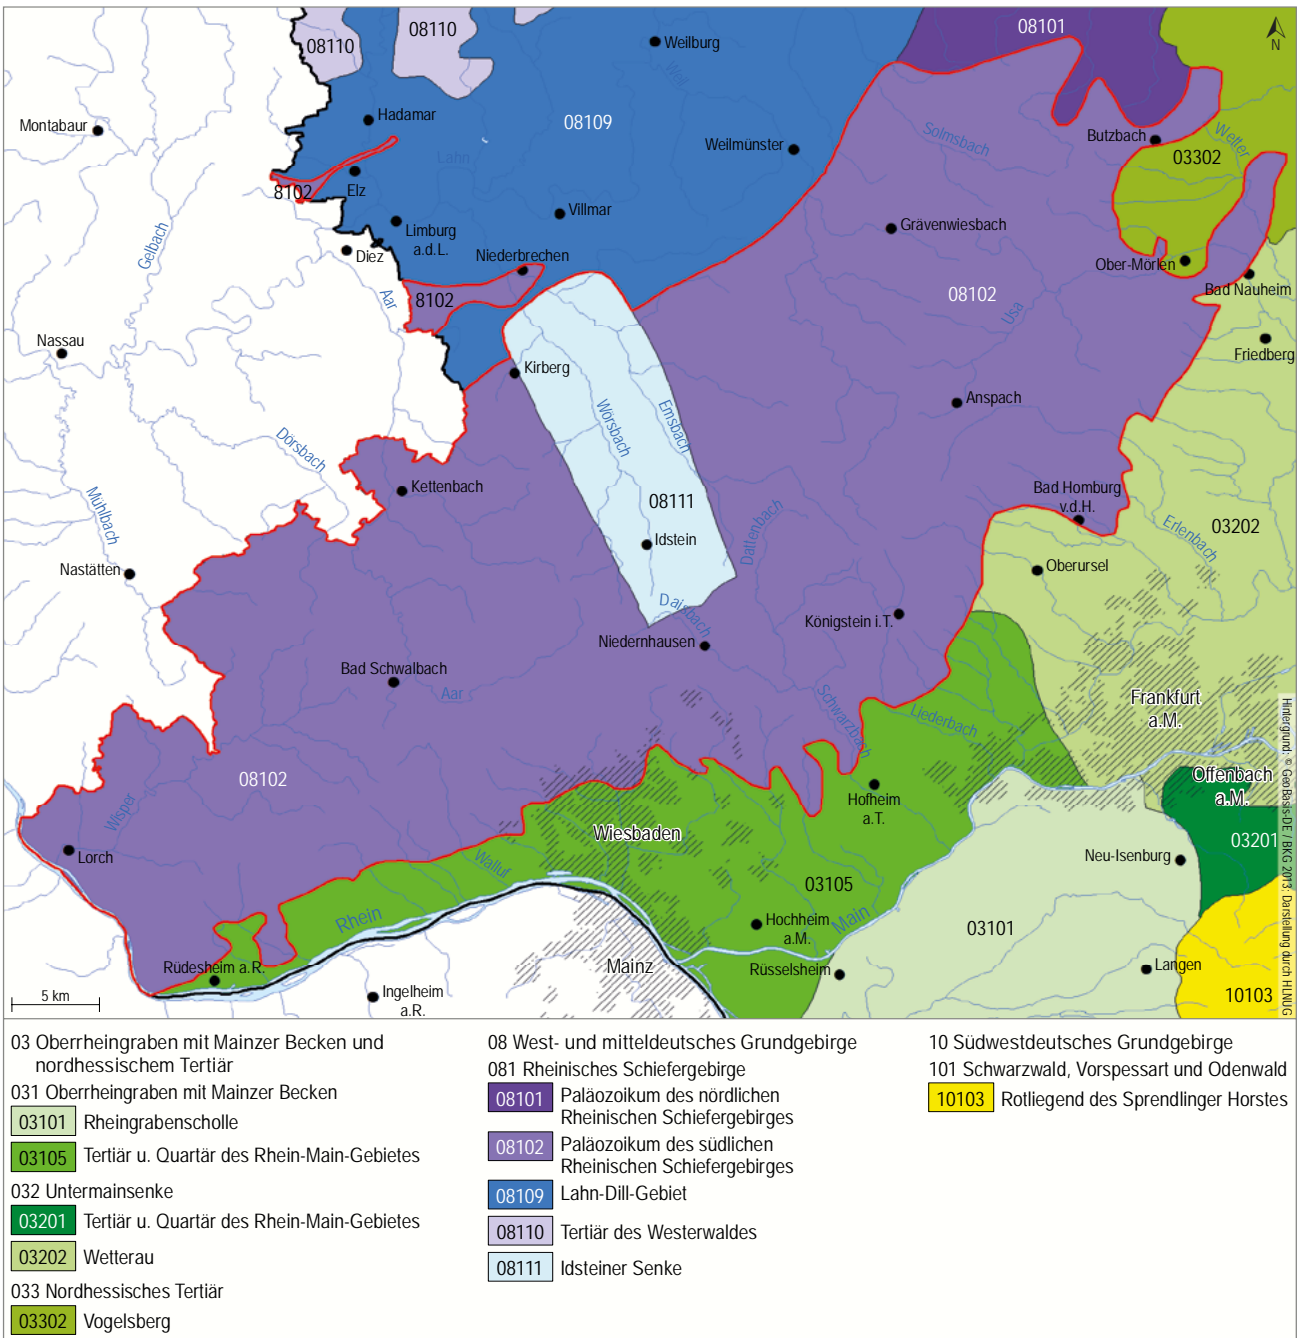 08110
08110
08101
N
Weilburg
Weil
Montabaur
Hadamar
08109
Weilmünster
Solmsbach
Butzbach
Wetter
03302
Lahn
Elz
8102
Villmar
Limburg
a.d.L.
Grävenwiesbach
Gelbach
Diez
Niederbrechen
Ober-Mörlen
Bad Nauheim
Aar
8102
08102
Usa
Nassau
Friedberg
Kirberg
Anspach
Wörsbach
Emsbach
Dörsbach
Kettenbach
Mühlbach
08111
Bad Homburg
v.d.H.
Erlenbach
03202
Dattenbach
Idstein
Nastätten
Oberursel
Daisbach
Königstein i.T.
Niedernhausen
Bad Schwalbach
Aar
Schwarzbach
Liederbach
Frankfurt
a.M.
08102
Wisper
Offenbach
a.M.
Hofheim
a.T.
Wiesbaden
Lorch
Walluf
Neu-Isenburg
03201
03105
Rhein
Main
Hochheim
a.M.
03101
Rüdesheim a.R.
Mainz
Rüsselsheim
Langen
Ingelheim
a.R.
10103
5 km
Hintergrund: © GeoBasis-DE / BKG 2013; Darstellung durch HLNUG
03 Oberrheingraben mit Mainzer Becken und
nordhessischem Tertiär
031 Oberrheingraben mit Mainzer Becken
03101 Rheingrabenscholle
03105 Tertiär u. Quartär des Rhein-Main-Gebietes
032 Untermainsenke
03201 Tertiär u. Quartär des Rhein-Main-Gebietes
03202 Wetterau
033 Nordhessisches Tertiär
03302 Vogelsberg
08 West- und mitteldeutsches Grundgebirge
081 Rheinisches Schiefergebirge
08101 Paläozoikum des nördlichen
Rheinischen Schiefergebirges
08102 Paläozoikum des südlichen
Rheinischen Schiefergebirges
08109 Lahn-Dill-Gebiet
08110 Tertiär des Westerwaldes
08111 Idsteiner Senke
10 Südwestdeutsches Grundgebirge
101 Schwarzwald, Vorspessart und Odenwald
10103 Rotliegend des Sprendlinger Horstes